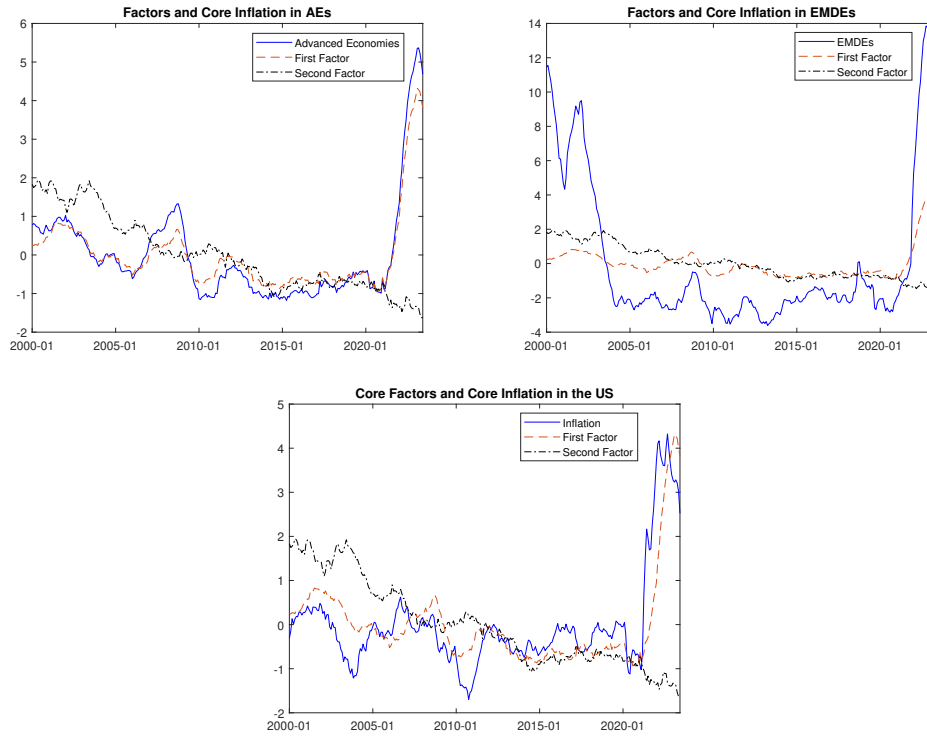 Factors and Core Inflation in AEs
6
5
4
3
2
1
0
-1
-2
2000-01 2005-01 2010-01 2015-01 2020-01
Advanced Economies
First Factor
Second Factor
Factors and Core Inflation in EMDEs
14
12
10
8
6
4
2
0
-2
-4
2000-01 2005-01 2010-01 2015-01 2020-01
EMDEs
First Factor
Second Factor
Core Factors and Core Inflation in the US
5
4
3
2
1
0
-1
-2
2000-01 2005-01 2010-01 2015-01 2020-01
Inflation
First Factor
Second Factor